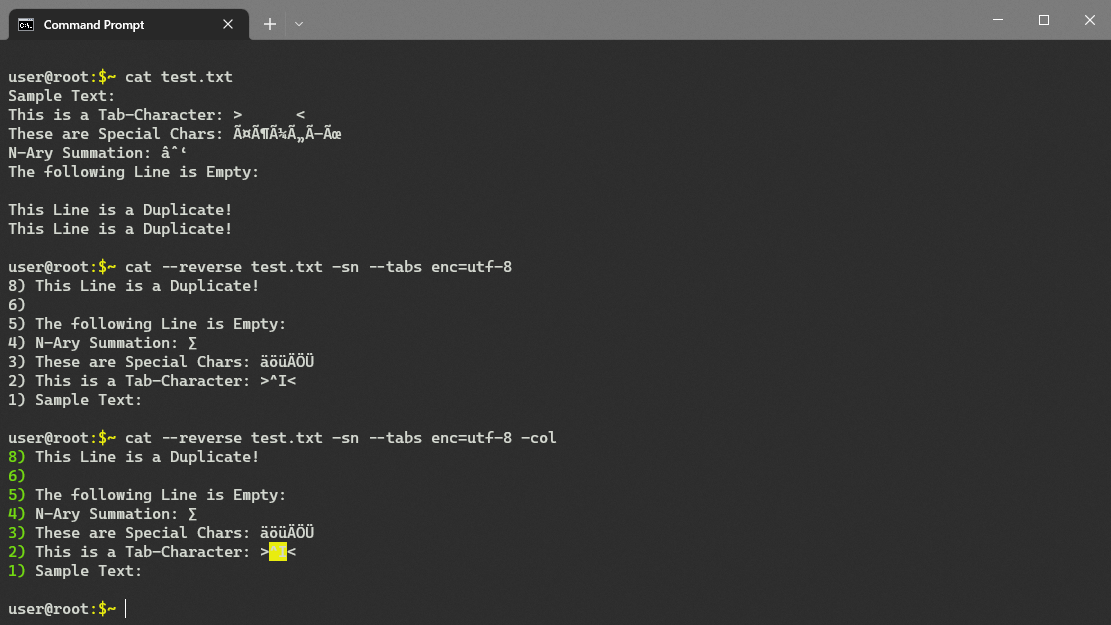 Command Prompt
user@root:$~ cat test.txt
Sample Text:
This is a Tab-Character: >      <
These are Special Chars: Ã¤Ã¶Ã¼Ã„Ã–Ãœ
N-Ary Summation: âˆ‘
The following Line is Empty:

This Line is a Duplicate!
This Line is a Duplicate!

user@root:$~ cat --reverse test.txt -sn --tabs enc=utf-8
8) This Line is a Duplicate!
6)
5) The following Line is Empty:
4) N-Ary Summation: ∑
3) These are Special Chars: äöüÄÖÜ
2) This is a Tab-Character: >^I<
1) Sample Text:

user@root:$~ cat --reverse test.txt -sn --tabs enc=utf-8 -col
8) This Line is a Duplicate!
6)
5) The following Line is Empty:
4) N-Ary Summation: ∑
3) These are Special Chars: äöüÄÖÜ
2) This is a Tab-Character: >^I<
1) Sample Text:

user@root:$~